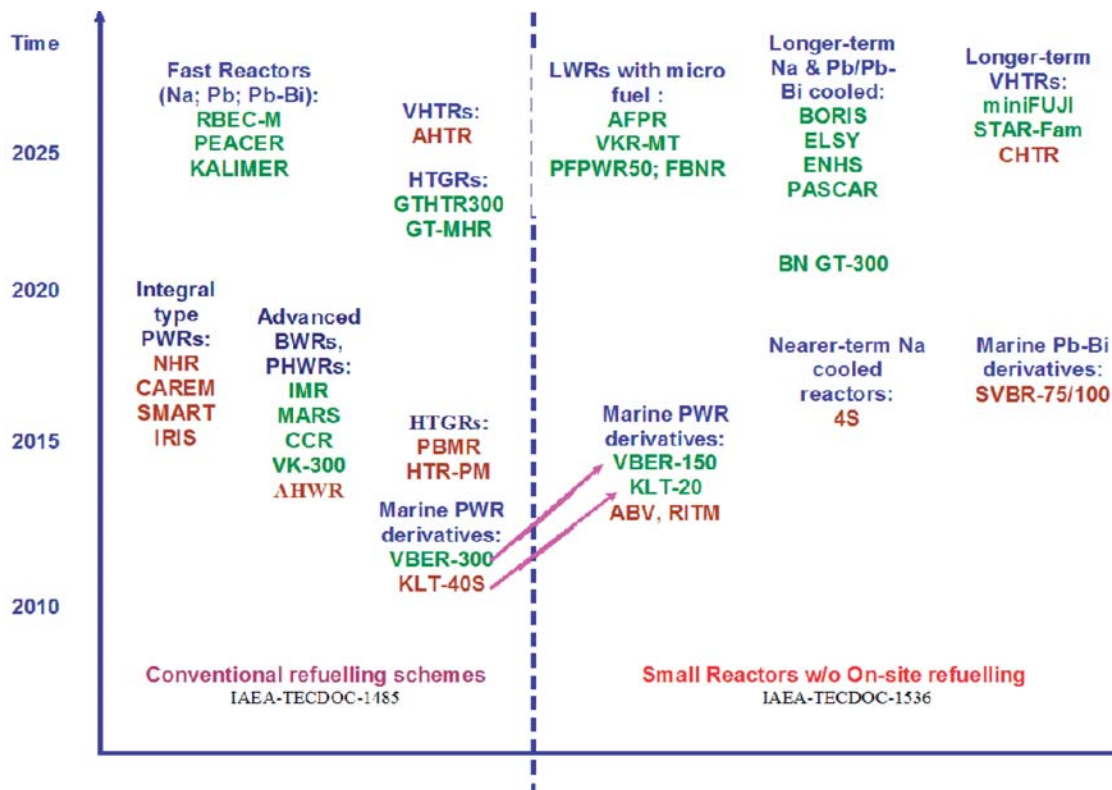 Time
2025
2020
2015
2010
Fast Reactors
(Na; Pb; Pb-Bi):
RBEC-M
PEACER
KALIMER
VHTRs:
AHTR
HTGRs:
GTHTR300
GT-MHR
Integral
type
PWRs:
NHR
CAREM
SMART
IRIS
Advanced
BWRs,
PHWRs:
IMR
MARS
CCR
VK-300
AHWR
HTGRs:
PBMR
HTR-PM
Marine PWR
derivatives:
VBER-300
KLT-40S
Conventional refuelling schemes
IAEA-TECDOC-1485
LWRs with micro
fuel :
AFPR
VKR-MT
PFPWR50; FBNR
Longer-term
Na & Pb/Pb-
Bi cooled:
BORIS
ELSY
ENHS
PASCAR
BN GT-300
Longer-term
VHTRs:
miniFUJI
STAR-Fam
CHTR
Nearer-term Na
cooled
reactors:
4S
Marine Pb-Bi
derivatives:
SVBR-75/100
Marine PWR
derivatives:
VBER-150
KLT-20
ABV, RITM
Small Reactors w/o On-site refuelling
IAEA-TECDOC-1536